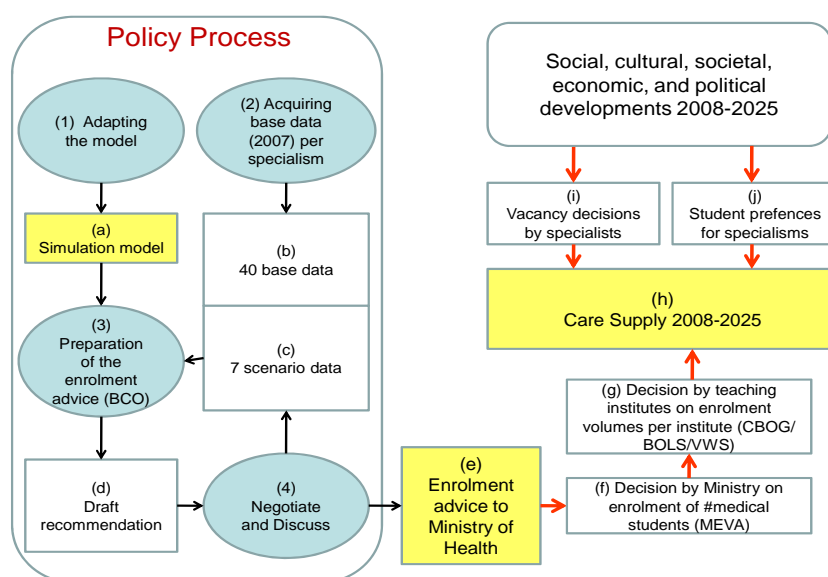 Policy Process
(1) Adapting
the model
(2) Acquiring
base data
(2007) per
specialism
(a)
Simulation model
(b)
40 base data
(3)
Preparation
of the
enrolment
advice (BCO)
(c)
7 scenario data
(d)
Draft
recommendation
(4)
Negotiate
and Discuss
(e)
Enrolment
advice to
Ministry of
Health
Social, cultural, societal,
economic, and political
developments 2008-2025
(i)
Vacancy decisions
by specialists
(j)
Student prefences
for specialisms
(h)
Care Supply 2008-2025
(g) Decision by teaching
institutes on enrolment
volumes per institute (CBOG/
BOLS/VWS)
(f) Decision by Ministry on
enrolment of #medical
students (MEVA)